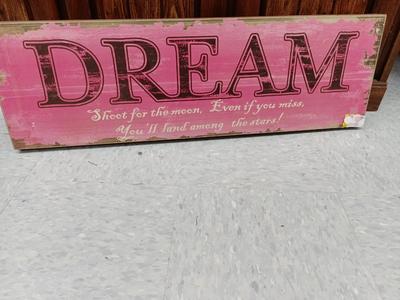 DREAM
Shoot for the moon, Even if you miss,
You'll land among the stars!